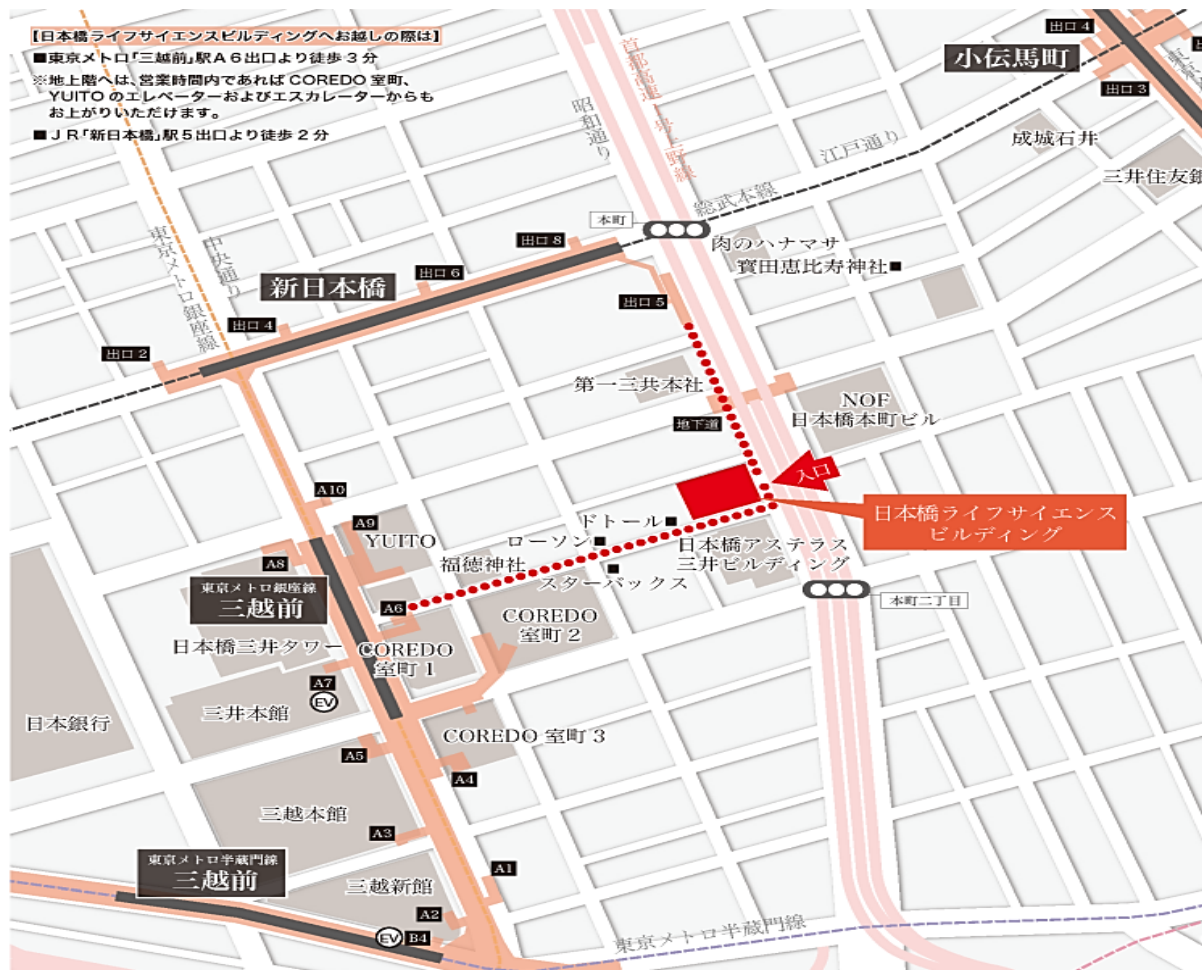 【日本橋ライフサイエンスビルディングへお越しの際は】
■東京メトロ「三越前」駅A6出口より徒歩3分
※地上階へは、営業時間内であれば COREDO 室町、
YUITO のエレベーターおよびエスカレーターからも
お上がりいただけます。
■JR「新日本橋」駅5出口より徒歩2分
出口 4
小伝馬町
出口 3
首都高速一号上野線
昭和通り
江戸通り
成城石井
三井住友銀
総武本線
本町
肉のハナマサ
寳田恵比寿神社■
東京メトロ銀座線
中央通り
出口 8
出口 6
新日本橋
出口 5
出口 4
出口 2
第一三共本社
NOF
日本橋本町ビル
地下道
入口
A10
A9
YUITO
ドトール■
ローソン■
日本橋ライフサイエンス
ビルディング
日本橋アステラス
三井ビルディング
福徳神社
■
スターバックス
A8
東京メトロ銀座線
三越前
A6
本町二丁目
COREDO
室町 2
日本橋三井タワー
COREDO
室町 1
A7
EV
三井本館
日本銀行
COREDO 室町 3
A5
A4
三越本館
A3
東京メトロ半蔵門線
三越前
A1
三越新館
A2
EV
B4
東京メトロ半蔵門線